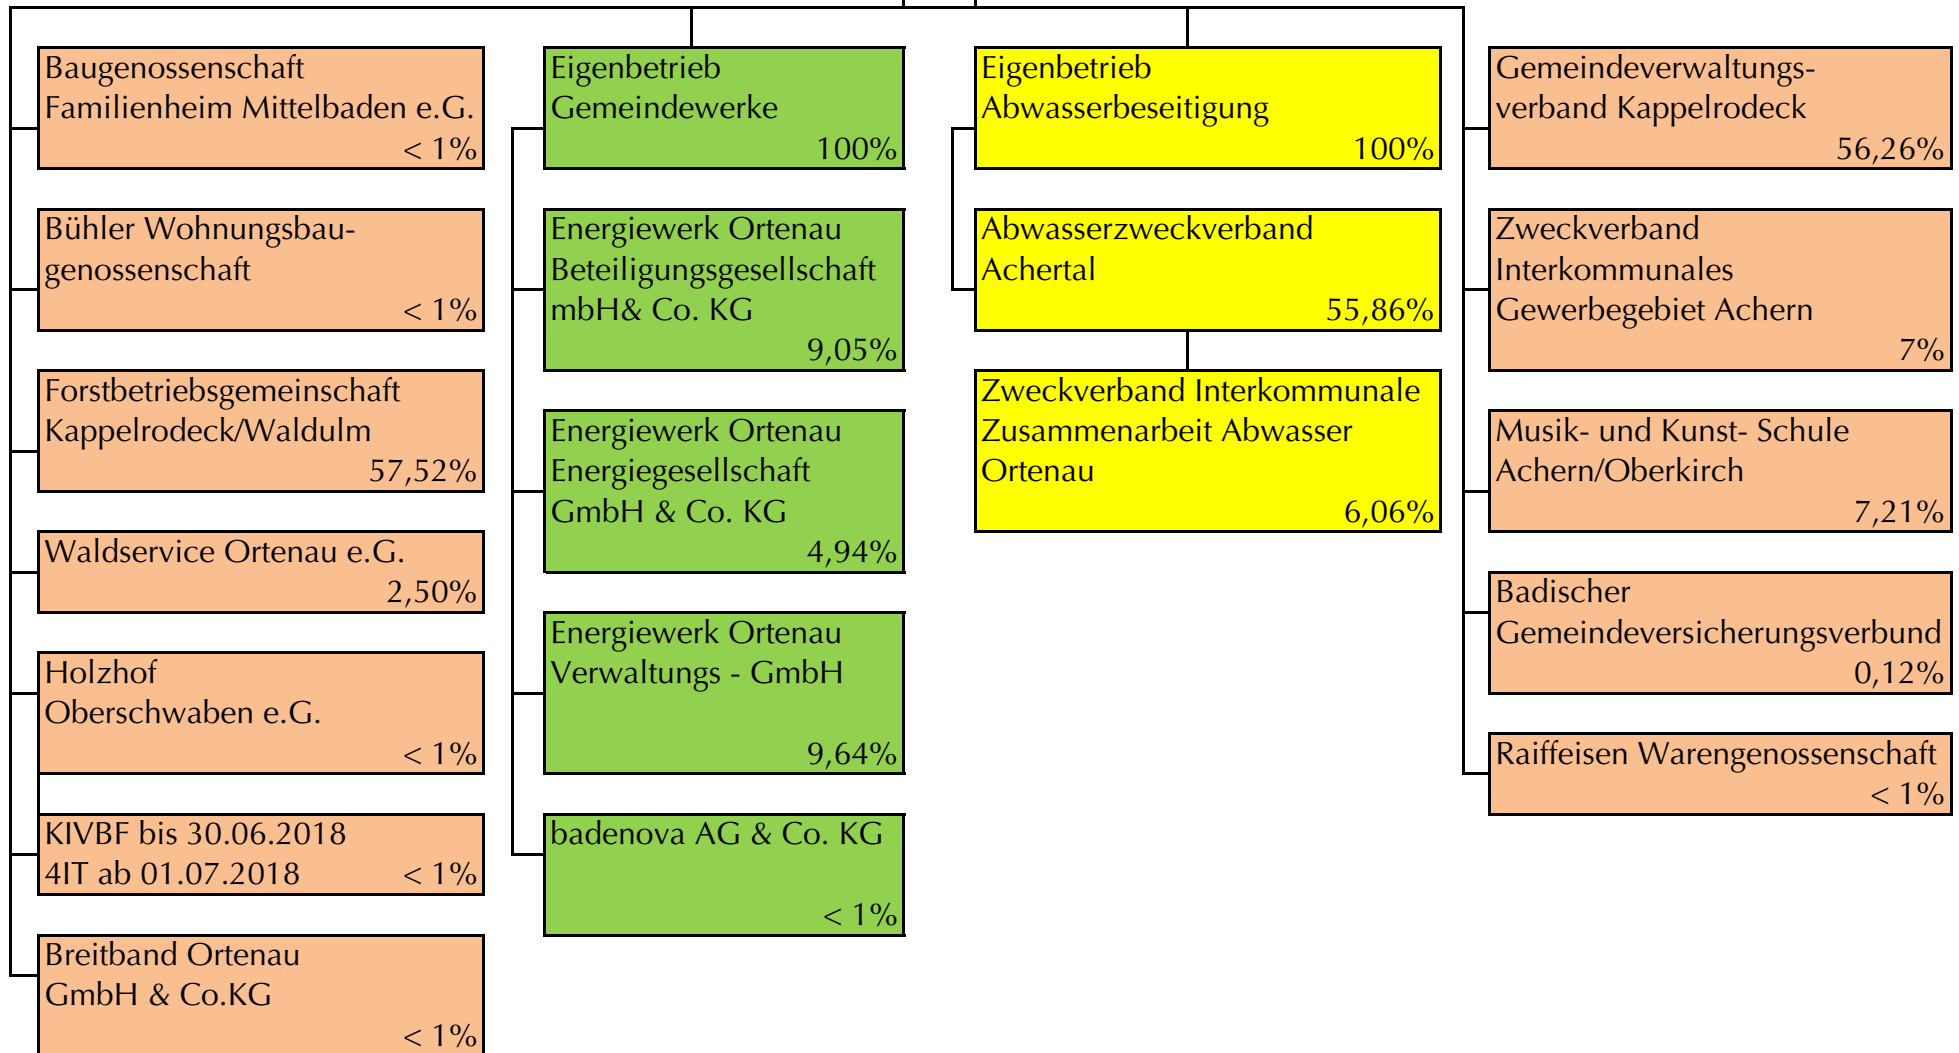 Baugenossenschaft
Familienheim Mittelbaden e.G.
< 1%
Bühler Wohnungsbau-
genossenschaft
< 1%
Forstbetriebsgemeinschaft
Kappelrodeck/Waldulm
57,52%
Waldservice Ortenau e.G.
2,50%
Holzhof
Oberschwaben e.G.
< 1%
KIVBF bis 30.06.2018
4IT ab 01.07.2018 < 1%
Breitband Ortenau
GmbH & Co.KG
< 1%
Eigenbetrieb
Gemeindewerke
100%
Energiewerk Ortenau
Beteiligungsgesellschaft
mbH& Co. KG
9,05%
Energiewerk Ortenau
Energiegesellschaft
GmbH & Co. KG
4,94%
Energiewerk Ortenau
Verwaltungs - GmbH
9,64%
badenova AG & Co. KG
< 1%
Eigenbetrieb
Abwasserbeseitigung
100%
Abwasserzweckverband
Achertal
55,86%
Zweckverband Interkommunale
Zusammenarbeit Abwasser
Ortenau
6,06%
Gemeindeverwaltungs-
verband Kappelrodeck
56,26%
Zweckverband
Interkommunales
Gewerbegebiet Achern
7%
Musik- und Kunst- Schule
Achern/Oberkirch
7,21%
Badischer
Gemeindeversicherungsverbund
0,12%
Raiffeisen Warengenossenschaft
< 1%